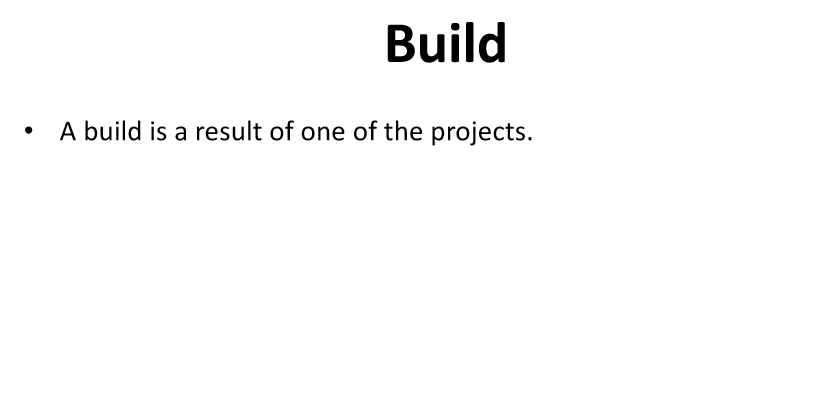 Build
• A build is a result of one of the projects.